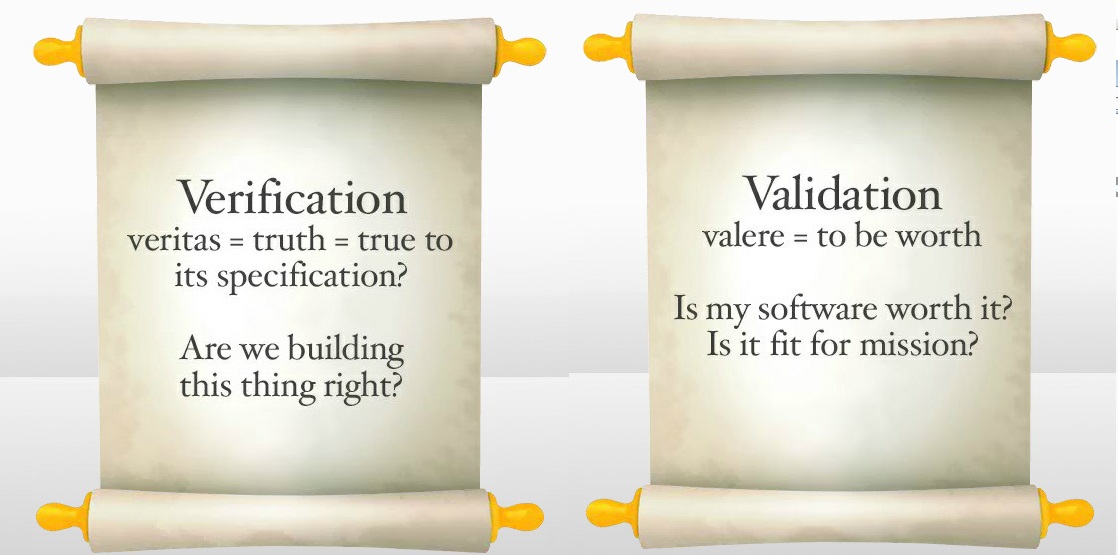 Verification
veritas = truth = true to
its specification?
Are we building
this thing right?
Validation
valere = to be worth
Is my software worth it?
Is it fit for mission?